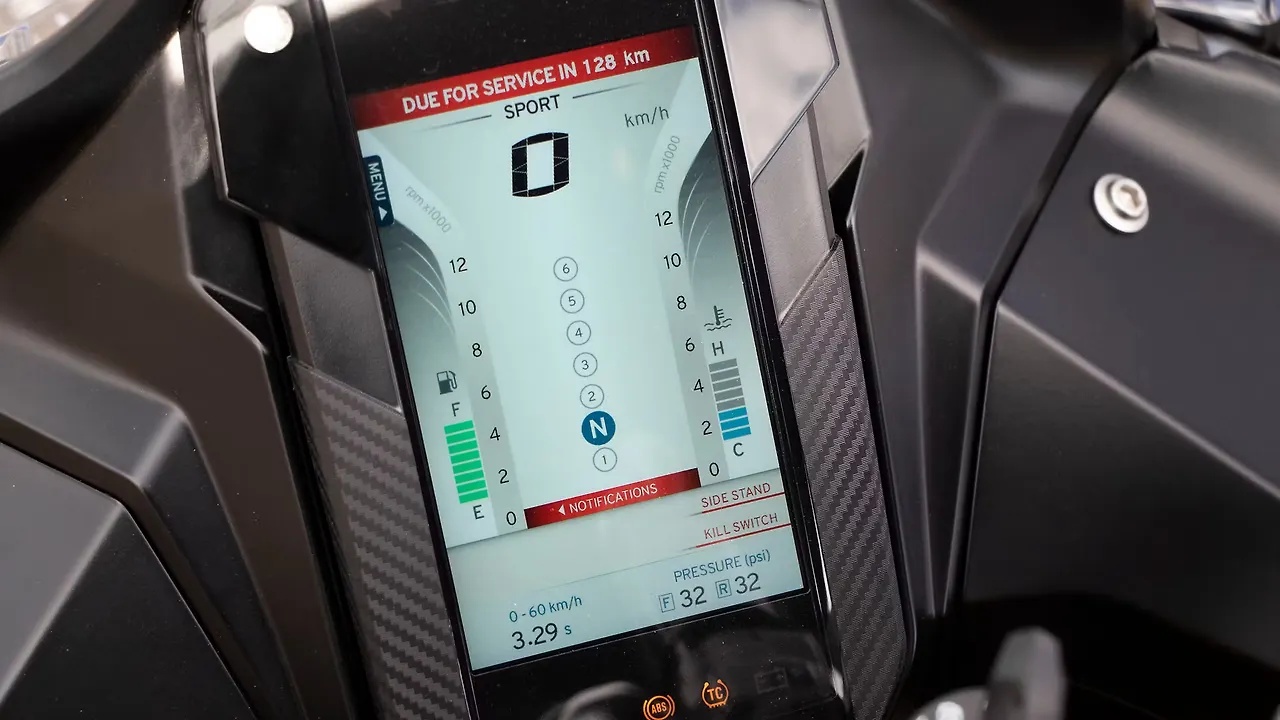 DUE FOR SERVICE IN 128 km
SPORT
km/h
0
MENU
rpm x1000
rpm x1000
12
10
8
6
4
2
0
F
E
6
5
4
3
2
N
1
12
10
8
6
4
2
0
H
C
NOTIFICATIONS
SIDE STAND
KILL SWITCH
PRESSURE (psi)
F 32 R 32
0-60 km/h
3.29 s
ABS
TC